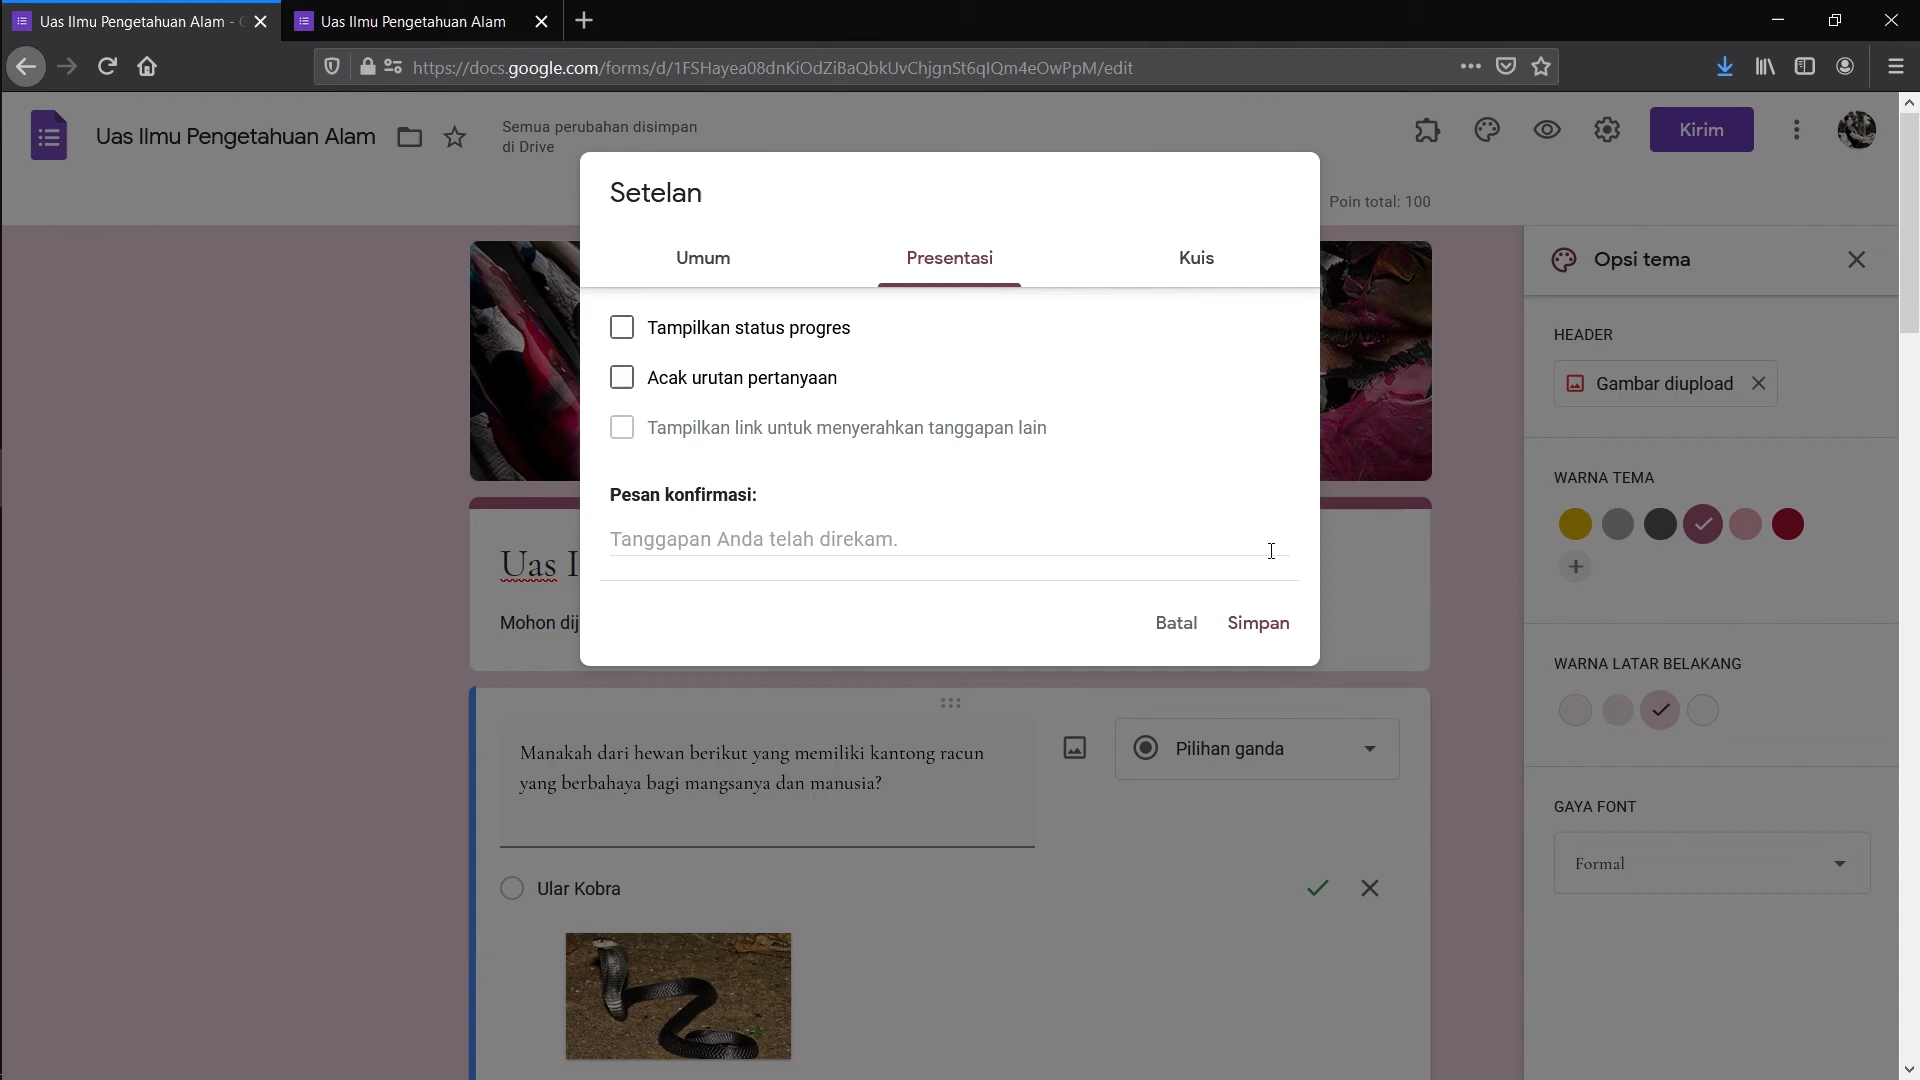 Uas Ilmu Pengetahuan Alam -
Uas Ilmu Pengetahuan Alam
https://docs.google.com/forms/d/1FSHayea08dnKiOdZiBaQbkUvChjgnSt6qIQm4eOwPpM/edit
Uas Ilmu Pengetahuan Alam
Semua perubahan disimpan
di Drive
Kirim
Setelan
Poin total: 100
Umum
Presentasi
Kuis
Opsi tema
Tampilkan status progres
HEADER
Acak urutan pertanyaan
Gambar diupload
Tampilkan link untuk menyerahkan tanggapan lain
WARNA TEMA
Pesan konfirmasi:
Tanggapan Anda telah direkam.
Uas I
Mohon dij
Batal
Simpan
WARNA LATAR BELAKANG
Manakah dari hewan berikut yang memiliki kantong racun
yang berbahaya bagi mangsanya dan manusia?
Pilihan ganda
GAYA FONT
Formal
Ular Kobra